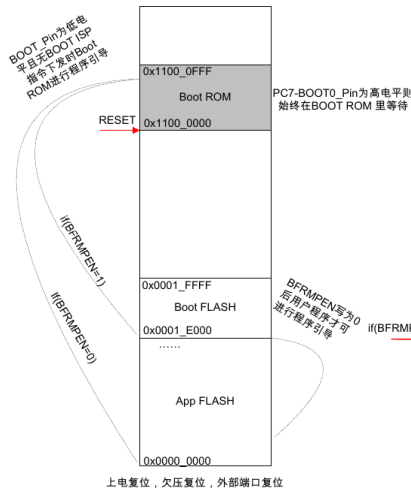 BOOT_Pin为低电
平且无BOOT ISP
指令下发时Boot
ROM进行程序引导
0x1100_0FFF
Boot ROM
PC7-BOOT0_Pin为高电平则
始终在BOOT ROM 里等待
RESET
0x1100_0000
if(BFRMPEN=1)
if(BFRMPEN=0)
0x0001_FFFF
Boot FLASH
0x0001_E000
BFRMPEN写为0
后用户程序才可
进行程序引导
if(BFRMF
......
App FLASH
0x0000_0000
上电复位，欠压复位，外部端口复位